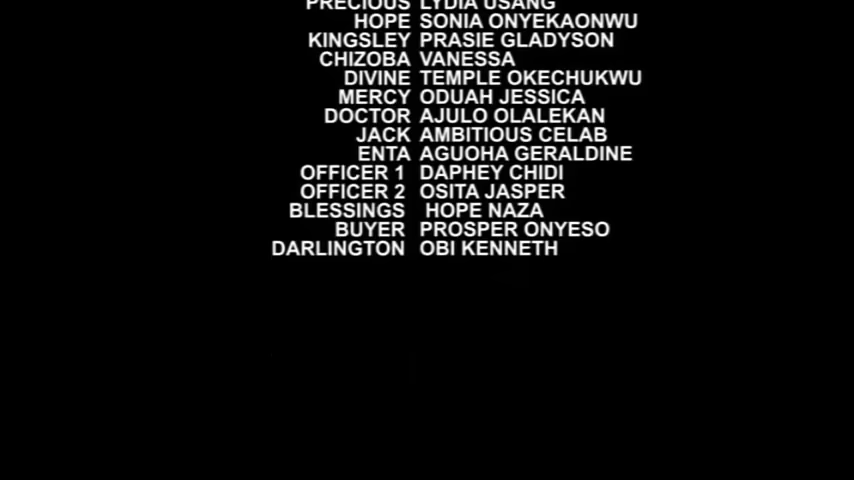 PRECIOUS LYDIA USANG
HOPE SONIA ONYEKAONWU
KINGSLEY PRASIE GLADYSON
CHIZOBA VANESSA
DIVINE TEMPLE OKECHUKWU
MERCY ODUAH JESSICA
DOCTOR AJULO OLALEKAN
JACK AMBITIOUS CELAB
ENTA AGUOHA GERALDINE
OFFICER 1 DAPHEY CHIDI
OFFICER 2 OSITA JASPER
BLESSINGS HOPE NAZA
BUYER PROSPER ONYESO
DARLINGTON OBI KENNETH